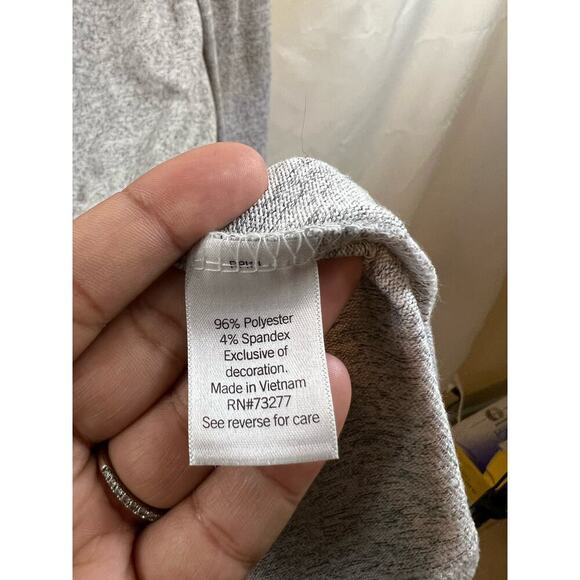 96% Polyester
4% Spandex
Exclusive of
decoration.
Made in Vietnam
RN#73277
See reverse for care